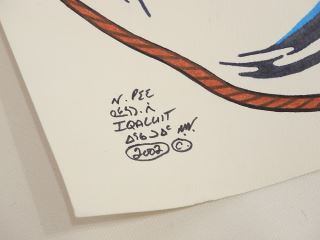 N. PEE
IQALUIT
ᐃᖃᓗᐃᑦ NV.
2002 ©